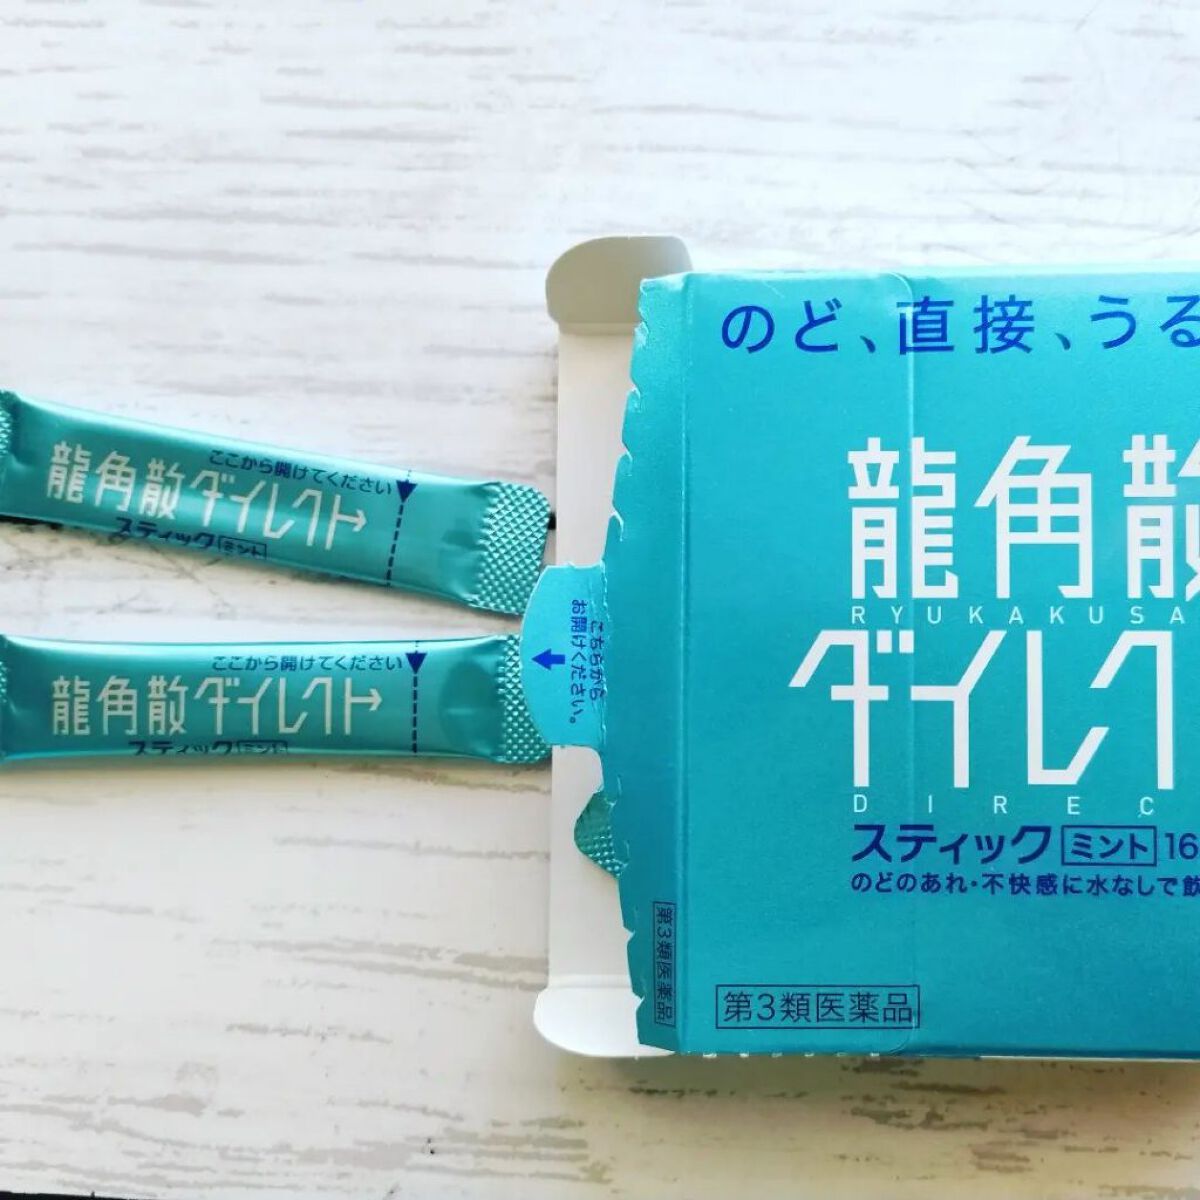 のど、直接、うる
龍角散
RYUKAKUSA
ダイレク
DIREC
スティック ミント 16
のどのあれ・不快感に水なしで飲
第3類医薬品
第3類医薬品
こちらから
お開けください。
ここから開けてください
龍角散ダイレクト
スティック ミント
ここから開けてください
龍角散ダイレクト
スティック ミント